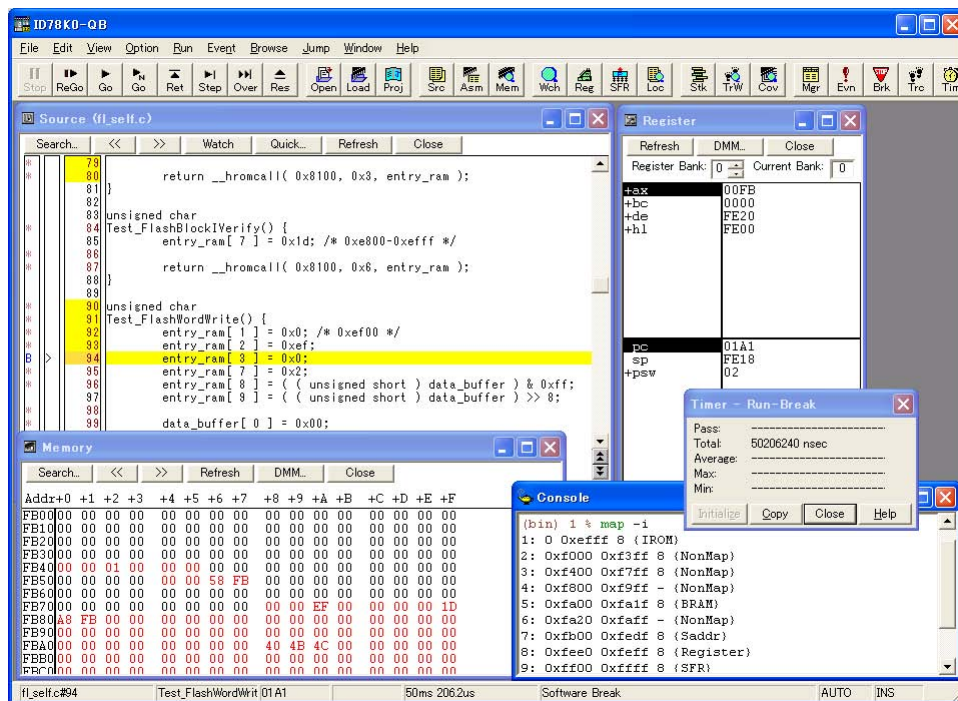 ID78K0-QB
File Edit View Option Run Event Browse Jump Window Help
Stop ReGo Go Go Ret Step Over Res Open Load Proj Src Asm Mem Wch Reg SFR Loc Stk TrW Cov Mgr Evn Brk Trc Tim
Source (fl_self.c)
Search... << >> Watch Quick... Refresh Close
79
80 return __hromcall( 0x8100, 0x3, entry_ram );
81 }
82
83 unsigned char
84 Test_FlashBlockIVerify() {
85 entry_ram[ 7 ] = 0x1d; /* 0xe800-0xefff */
86
87 return __hromcall( 0x8100, 0x6, entry_ram );
88 }
89
90 unsigned char
91 Test_FlashWordWrite() {
92 entry_ram[ 1 ] = 0x0; /* 0xef00 */
93 entry_ram[ 2 ] = 0xef;
B > 94 entry_ram[ 3 ] = 0x0;
95 entry_ram[ 7 ] = 0x2;
96 entry_ram[ 8 ] = ( ( unsigned short ) data_buffer ) & 0xff;
97 entry_ram[ 9 ] = ( ( unsigned short ) data_buffer ) >> 8;
98
99 data_buffer[ 0 ] = 0x00;
Register
Refresh DMM... Close
Register Bank: 0 Current Bank: 0
+ax 00FB
+bc 0000
+de FE20
+hl FE00
pc 01A1
sp FE18
+psw 02
Timer - Run-Break
Pass: ------------------------
Total: 50206240 nsec
Average: ------------------------
Max: ------------------------
Min: ------------------------
Initialize Copy Close Help
Memory
Search... << >> Refresh DMM... Close
Addr +0 +1 +2 +3 +4 +5 +6 +7 +8 +9 +A +B +C +D +E +F
FB00 00 00 00 00 00 00 00 00 00 00 00 00 00 00 00 00
FB10 00 00 00 00 00 00 00 00 00 00 00 00 00 00 00 00
FB20 00 00 00 00 00 00 00 00 00 00 00 00 00 00 00 00
FB30 00 00 00 00 00 00 00 00 00 00 00 00 00 00 00 00
FB40 00 00 01 00 00 00 00 00 00 00 00 00 00 00 00 00
FB50 00 00 00 00 00 00 58 FB 00 00 00 00 00 00 00 00
FB60 00 00 00 00 00 00 00 00 00 00 00 00 00 00 00 00
FB70 00 00 00 00 00 00 00 00 00 00 EF 00 00 00 00 1D
FB80 A8 FB 00 00 00 00 00 00 00 00 00 00 00 00 00 00
FB90 00 00 00 00 00 00 00 00 00 00 00 00 00 00 00 00
FBA0 00 00 00 00 00 00 00 00 40 4B 4C 00 00 00 00 00
FBB0 00 00 00 00 00 00 00 00 00 00 00 00 00 00 00 00
FBC0 00 00 00 00 00 00 00 00 00 00 00 00 00 00 00 00
Console
(bin) 1 % map -i
1: 0 0xefff 8 {IROM}
2: 0xf000 0xf3ff 8 {NonMap}
3: 0xf400 0xf7ff 8 {NonMap}
4: 0xf800 0xf9ff - {NonMap}
5: 0xfa00 0xfa1f 8 {BRAM}
6: 0xfa20 0xfaff - {NonMap}
7: 0xfb00 0xfedf 8 {Saddr}
8: 0xfee0 0xfeff 8 {Register}
9: 0xff00 0xffff 8 {SFR}
fl_self.c#94 Test_FlashWordWrit 01A1 50ms 206.2us Software Break AUTO INS